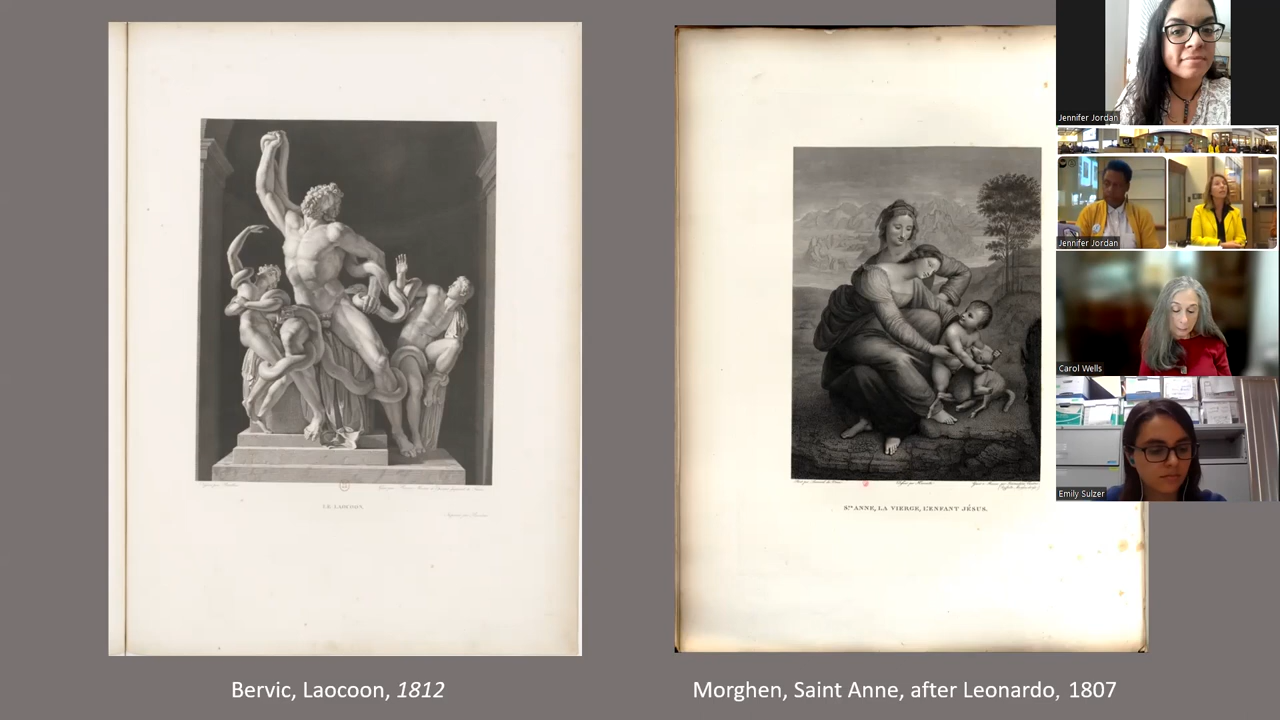 LE LAOCOON.
STE ANNE, LA VIERGE, L'ENFANT JÉSUS.
Bervic, Laocoon, 1812
Morghen, Saint Anne, after Leonardo, 1807
Jennifer Jordan
Jennifer Jordan
Carol Wells
Emily Sulzer